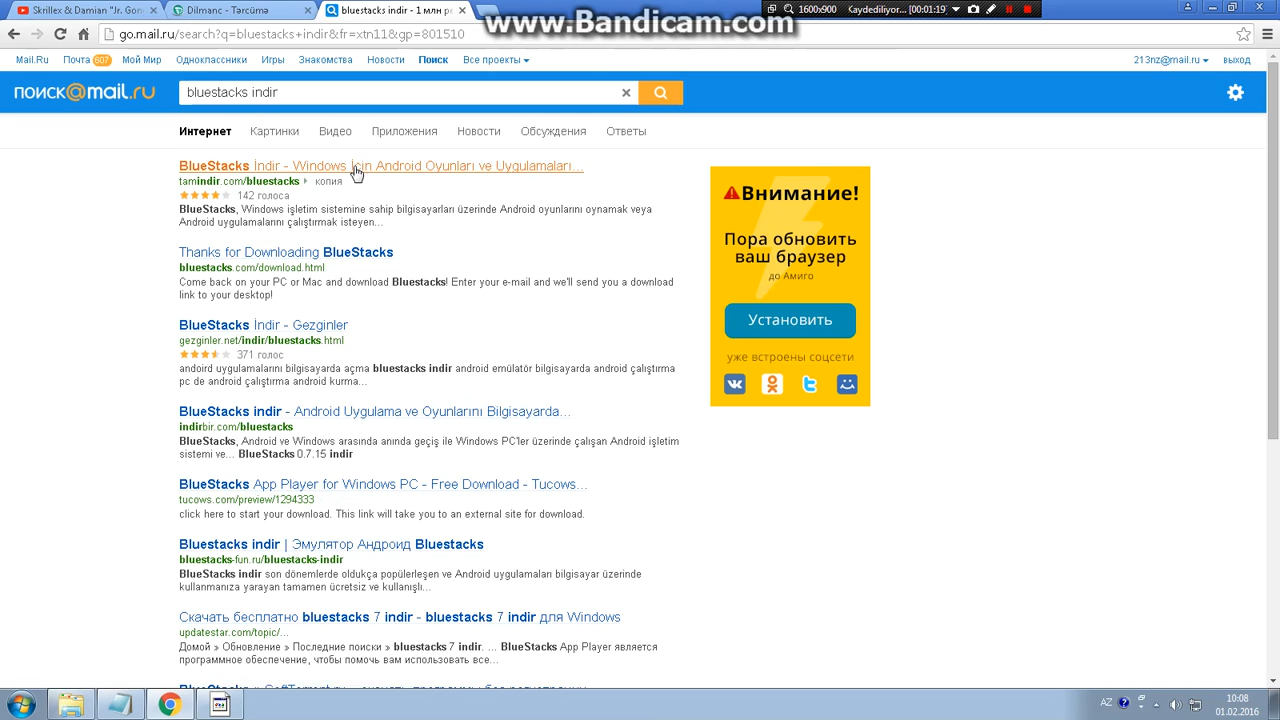 Skrillex & Damian "Jr. Gon
Dilmanc - Tərcümə
bluestacks indir - 1 млн ре
www.Bandicam.com
1600x900
Kaydediliyor... [00:01:19]
go.mail.ru/search?q=bluestacks+indir&fr=xtn11&gp=801510
Mail.Ru Почта 607 Мой Мир Одноклассники Игры Знакомства Новости Поиск Все проекты
213nz@mail.ru выход
поиск@mail.ru
bluestacks indir
Интернет Картинки Видео Приложения Новости Обсуждения Ответы
BlueStacks İndir - Windows İçin Android Oyunları ve Uygulamaları...
tamindir.com/bluestacks копия
142 голоса
BlueStacks, Windows işletim sistemine sahip bilgisayarları üzerinde Android oyunlarını oynamak veya
Android uygulamalarını çalıştırmak isteyen...
Thanks for Downloading BlueStacks
bluestacks.com/download.html
Come back on your PC or Mac and download Bluestacks! Enter your e-mail and we'll send you a download
link to your desktop!
BlueStacks İndir - Gezginler
gezginler.net/indir/bluestacks.html
371 голос
andoird uygulamalarını bilgisayarda açma bluestacks indir android emülatör bilgisayarda android çalıştırma
pc de android çalıştırma android kurma...
BlueStacks indir - Android Uygulama ve Oyunlarını Bilgisayarda...
indirbir.com/bluestacks
BlueStacks, Android ve Windows arasında anında geçiş ile Windows PC'ler üzerinde çalışan Android işletim
sistemi ve... BlueStacks 0.7.15 indir
BlueStacks App Player for Windows PC - Free Download - Tucows...
tucows.com/preview/1294333
click here to start your download. This link will take you to an external site for download.
Bluestacks indir | Эмулятор Андроид Bluestacks
bluestacks-fun.ru/bluestacks-indir
BlueStacks indir son dönemlerde oldukça popülerleşen ve Android uygulamaları bilgisayar üzerinde
kullanmanıza yarayan tamamen ücretsiz ve kullanışlı...
Скачать бесплатно bluestacks 7 indir - bluestacks 7 indir для Windows
updatestar.com/topic/...
Домой » Обновление » Последние поиски » bluestacks 7 indir. ... BlueStacks App Player является
программное обеспечение, чтобы помочь вам использовать все...
Внимание!
Пора обновить
ваш браузер
до Амиго
Установить
уже встроены соцсети
AZ
10:08
01.02.2016